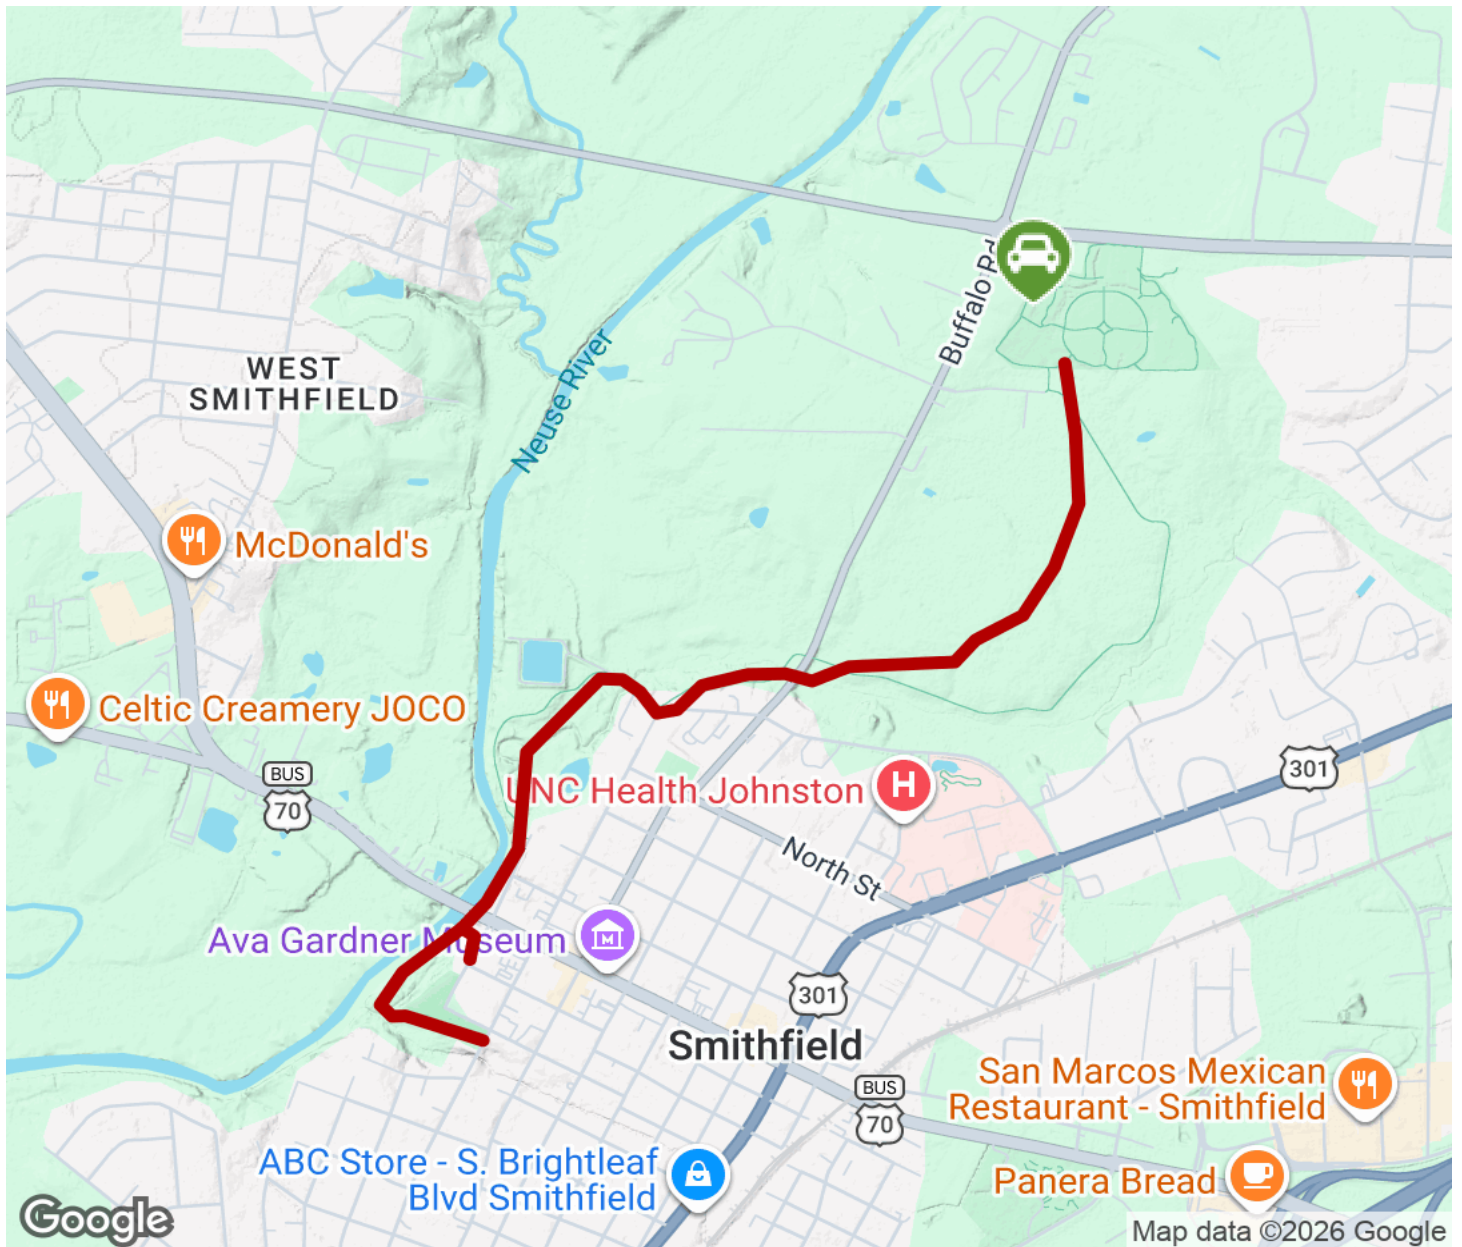 Buffalo Rd
Neuse River
WEST
SMITHFIELD
McDonald's
Celtic Creamery JOCO
BUS
70
UNC Health Johnston
H
301
North St
Ava Gardner Museum
M
301
Smithfield
BUS
70
San Marcos Mexican
Restaurant - Smithfield
ABC Store - S. Brightleaf
Blvd Smithfield
Panera Bread
Google
Map data ©2026 Google